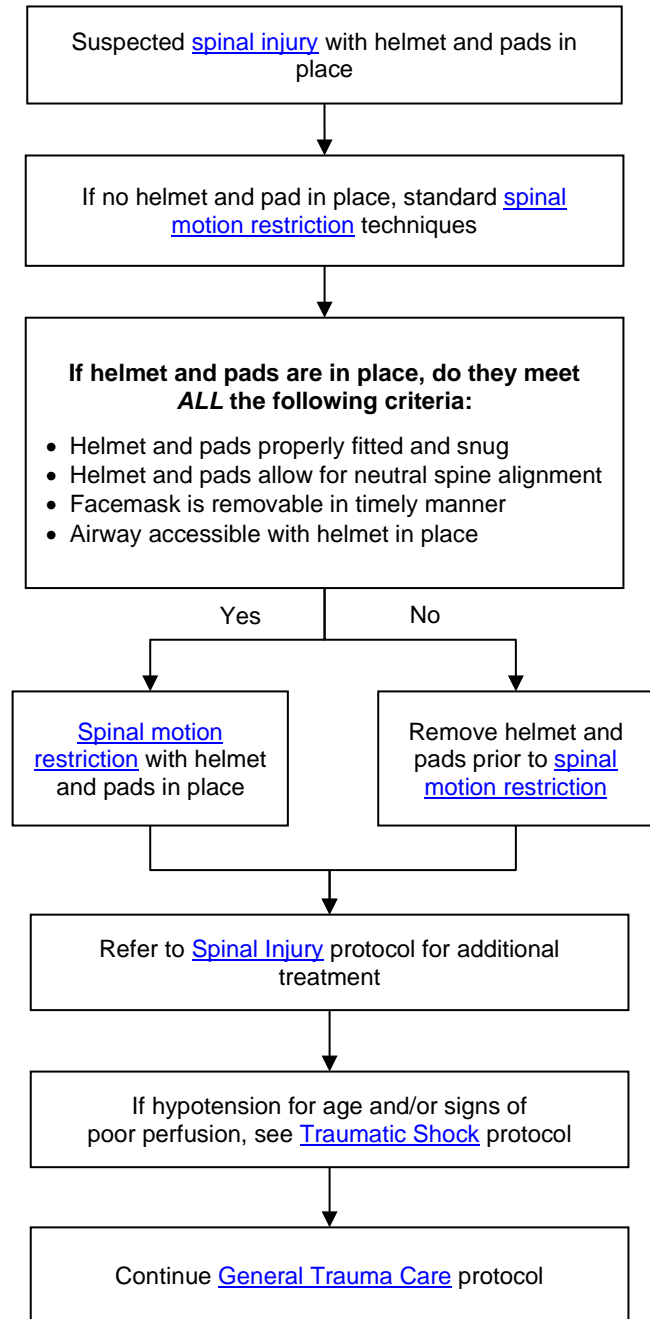 Suspected spinal injury with helmet and pads in
place
If no helmet and pad in place, standard spinal
motion restriction techniques
If helmet and pads are in place, do they meet
ALL the following criteria:
• Helmet and pads properly fitted and snug
• Helmet and pads allow for neutral spine alignment
• Facemask is removable in timely manner
• Airway accessible with helmet in place
Yes
No
Spinal motion
restriction with helmet
and pads in place
Remove helmet and
pads prior to spinal
motion restriction
Refer to Spinal Injury protocol for additional
treatment
If hypotension for age and/or signs of
poor perfusion, see Traumatic Shock protocol
Continue General Trauma Care protocol